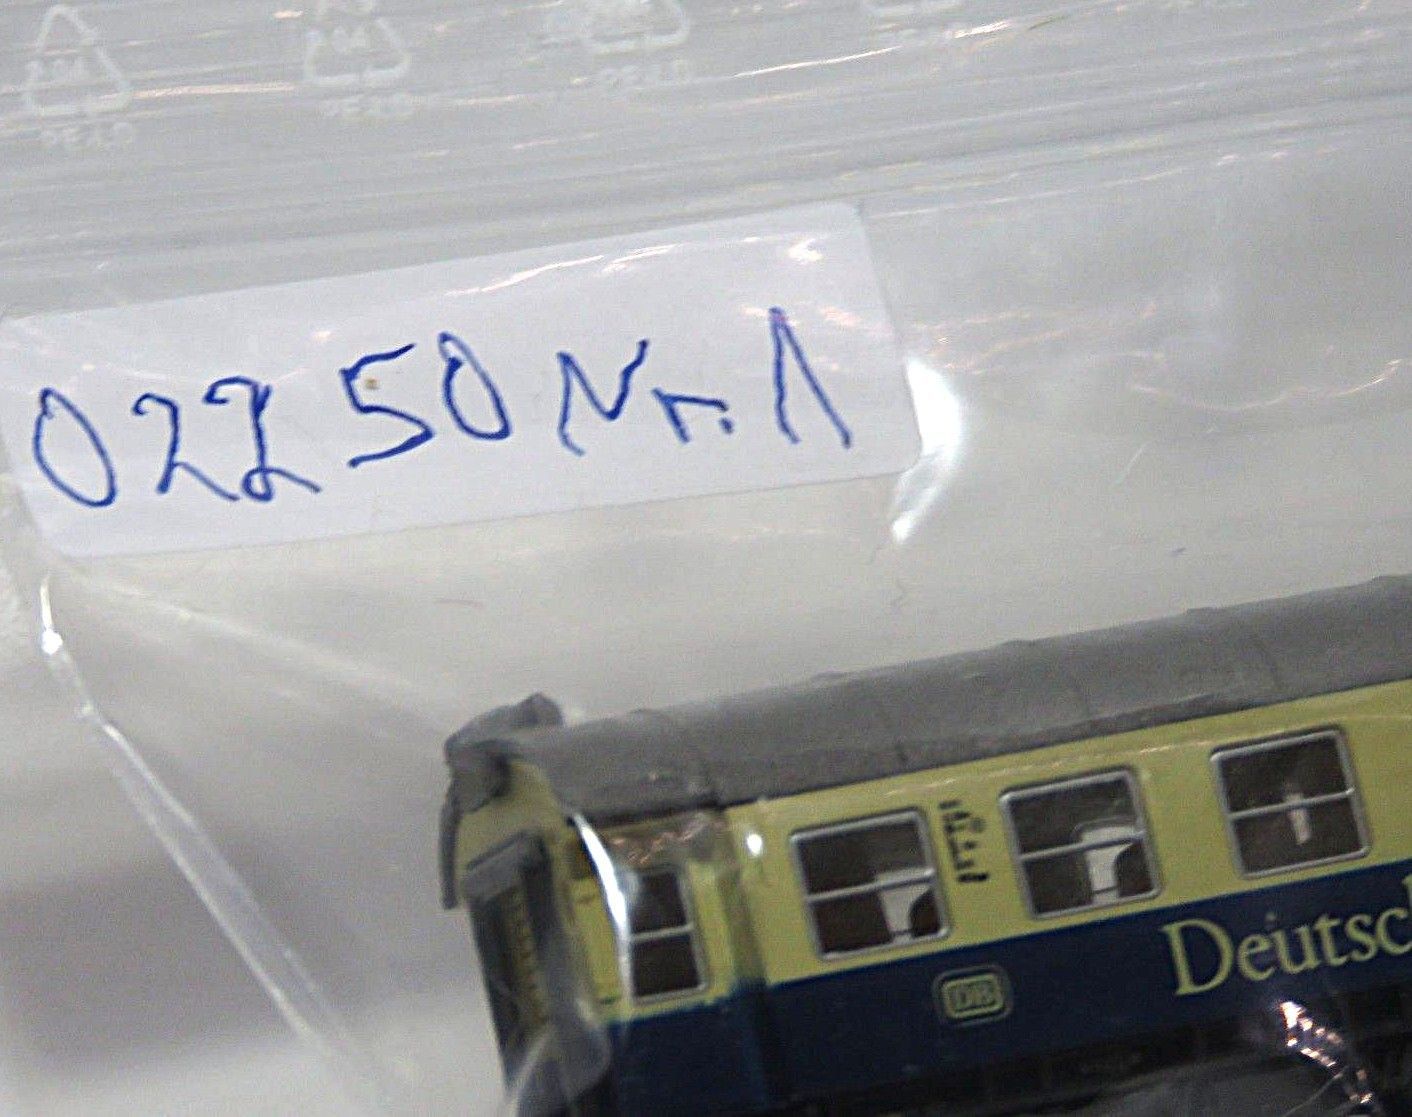 02250 Nr. 1
DB
Deutsch